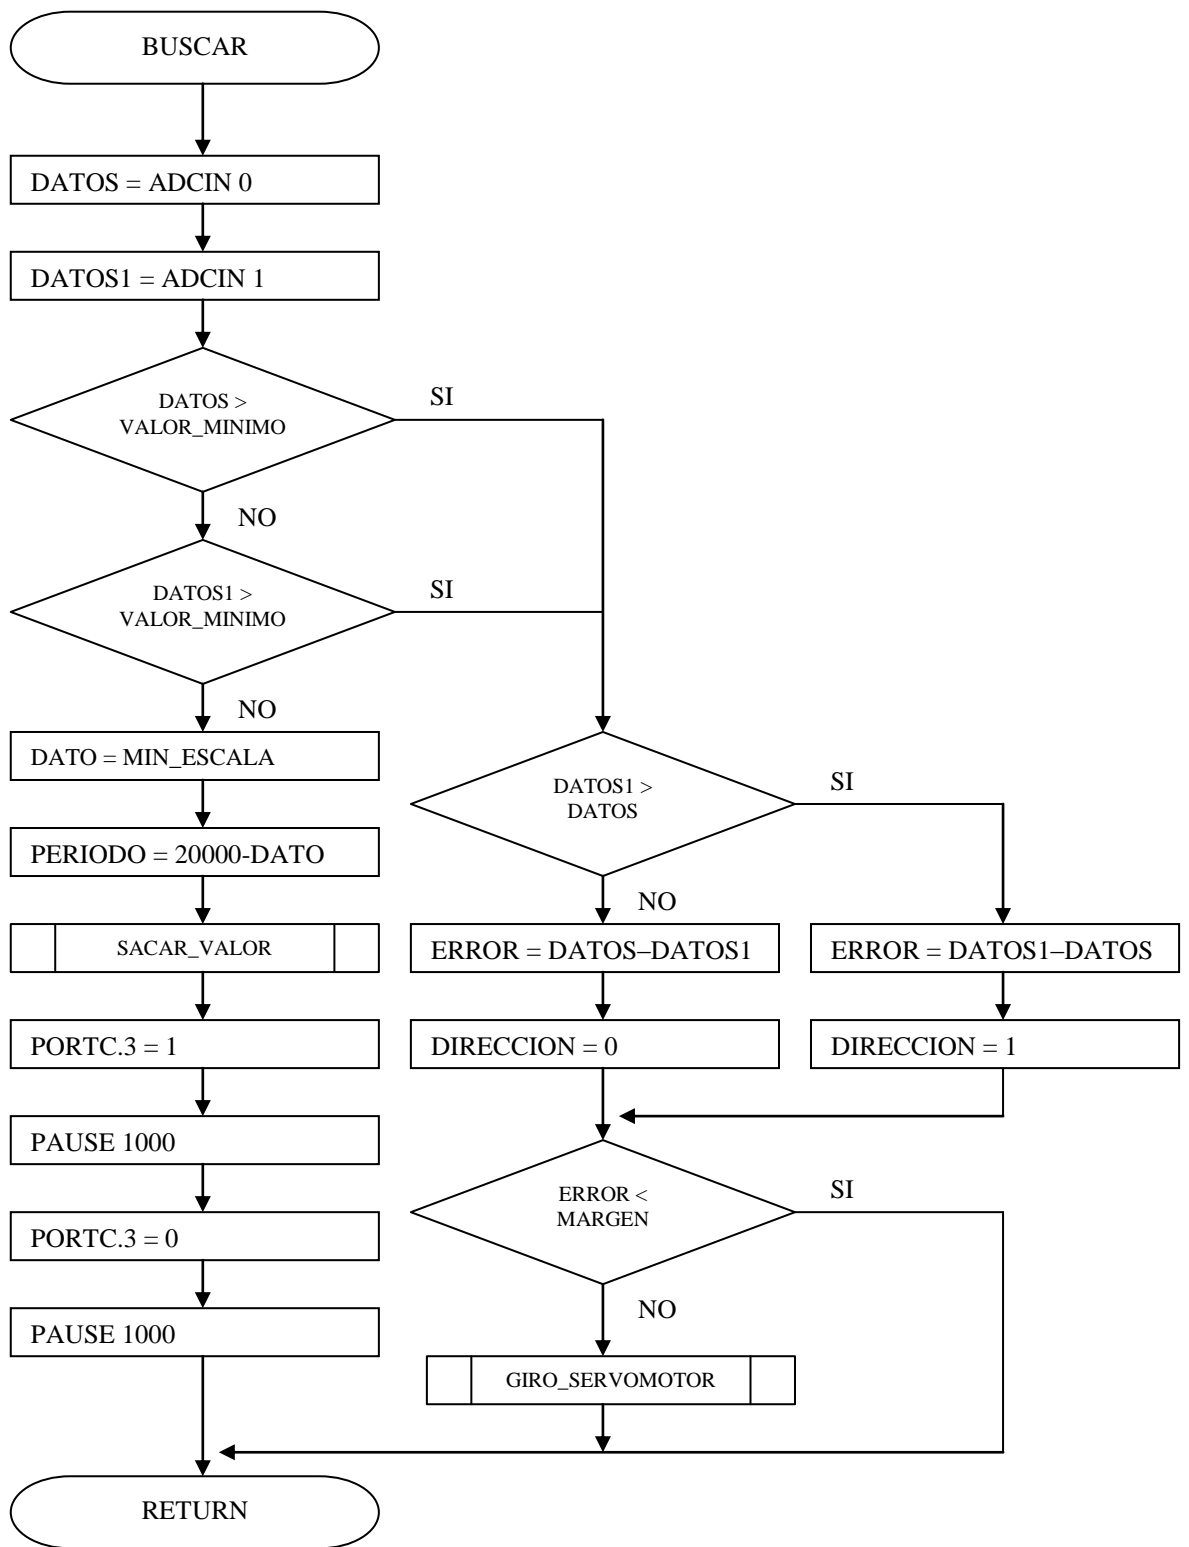 BUSCAR
DATOS = ADCIN 0
DATOS1 = ADCIN 1
DATOS >
VALOR_MINIMO
SI
NO
DATOS1 >
VALOR_MINIMO
SI
NO
DATO = MIN_ESCALA
PERIODO = 20000-DATO
SACAR_VALOR
PORTC.3 = 1
PAUSE 1000
PORTC.3 = 0
PAUSE 1000
DATOS1 >
DATOS
SI
NO
ERROR = DATOS–DATOS1
DIRECCION = 0
ERROR = DATOS1–DATOS
DIRECCION = 1
ERROR <
MARGEN
SI
NO
GIRO_SERVOMOTOR
RETURN